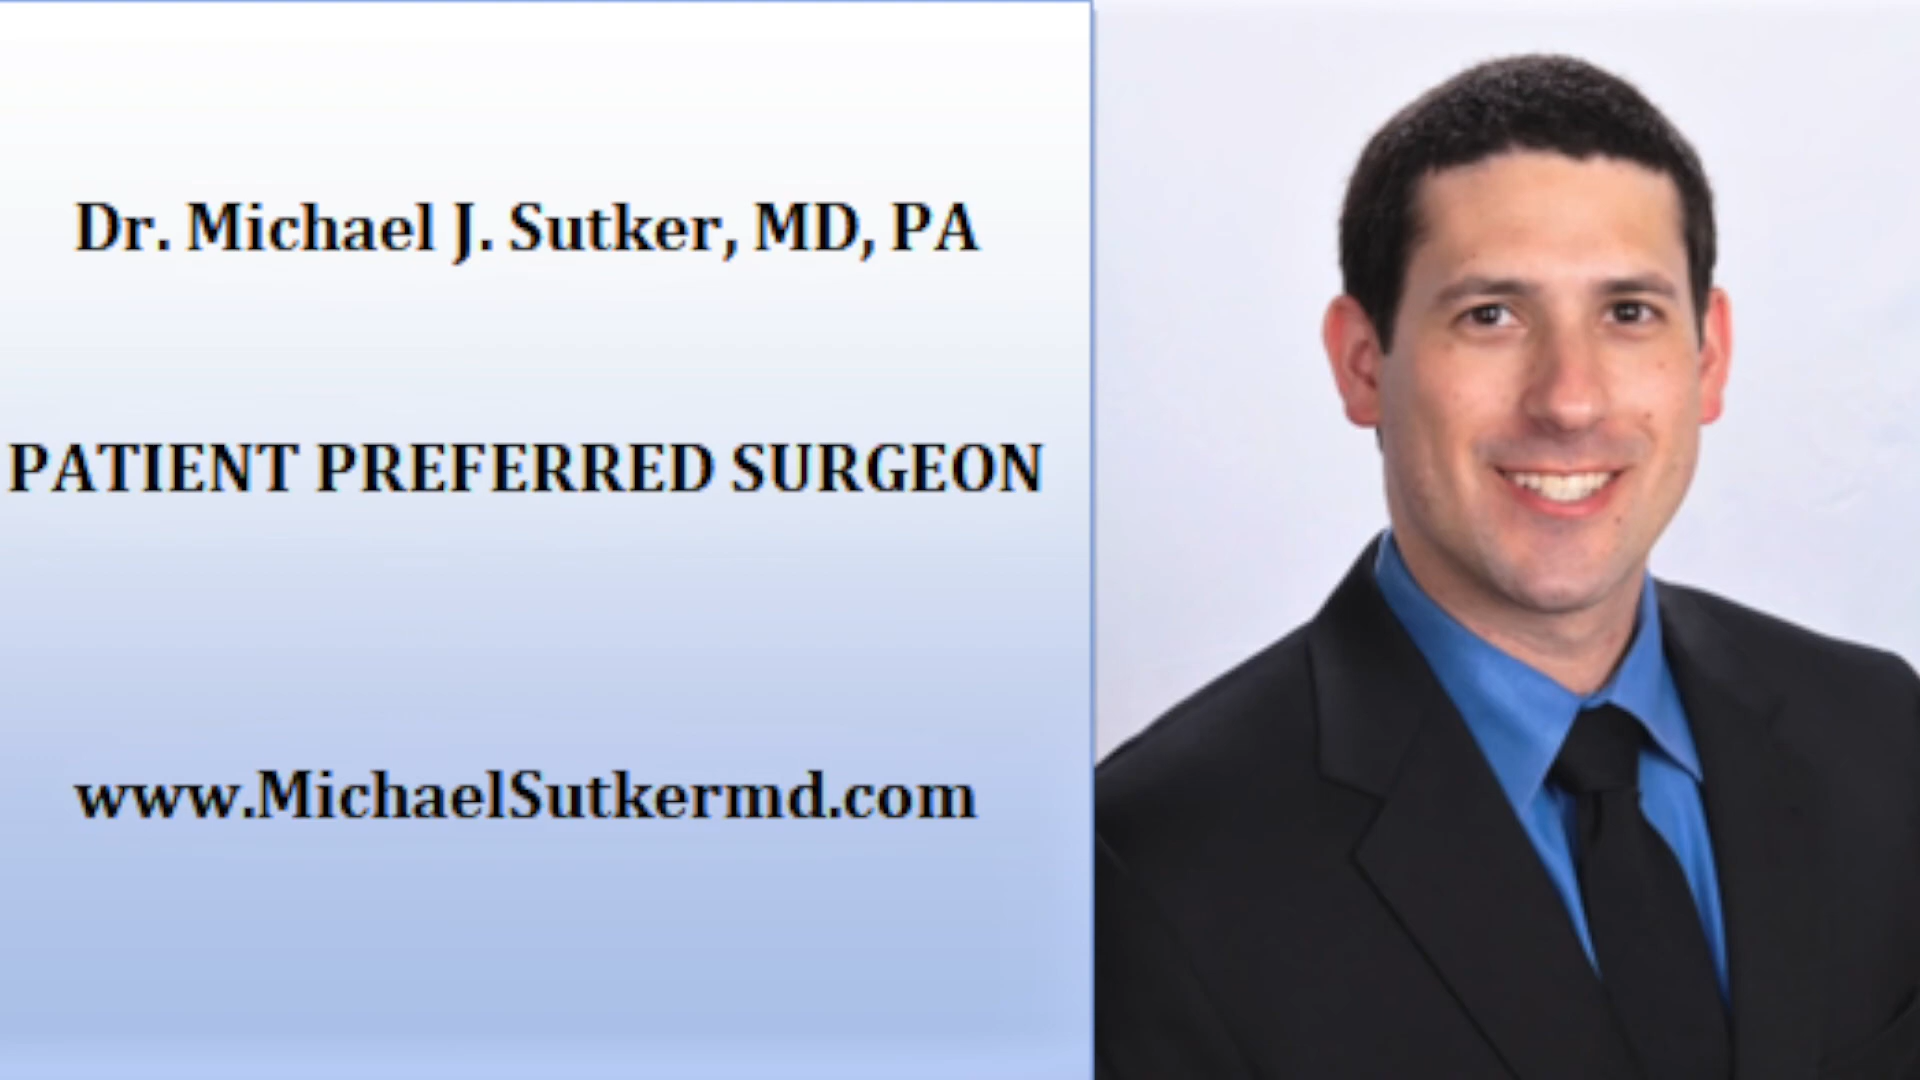 Dr. Michael J. Sutker, MD, PA
PATIENT PREFERRED SURGEON
www.MichaelSutkermd.com